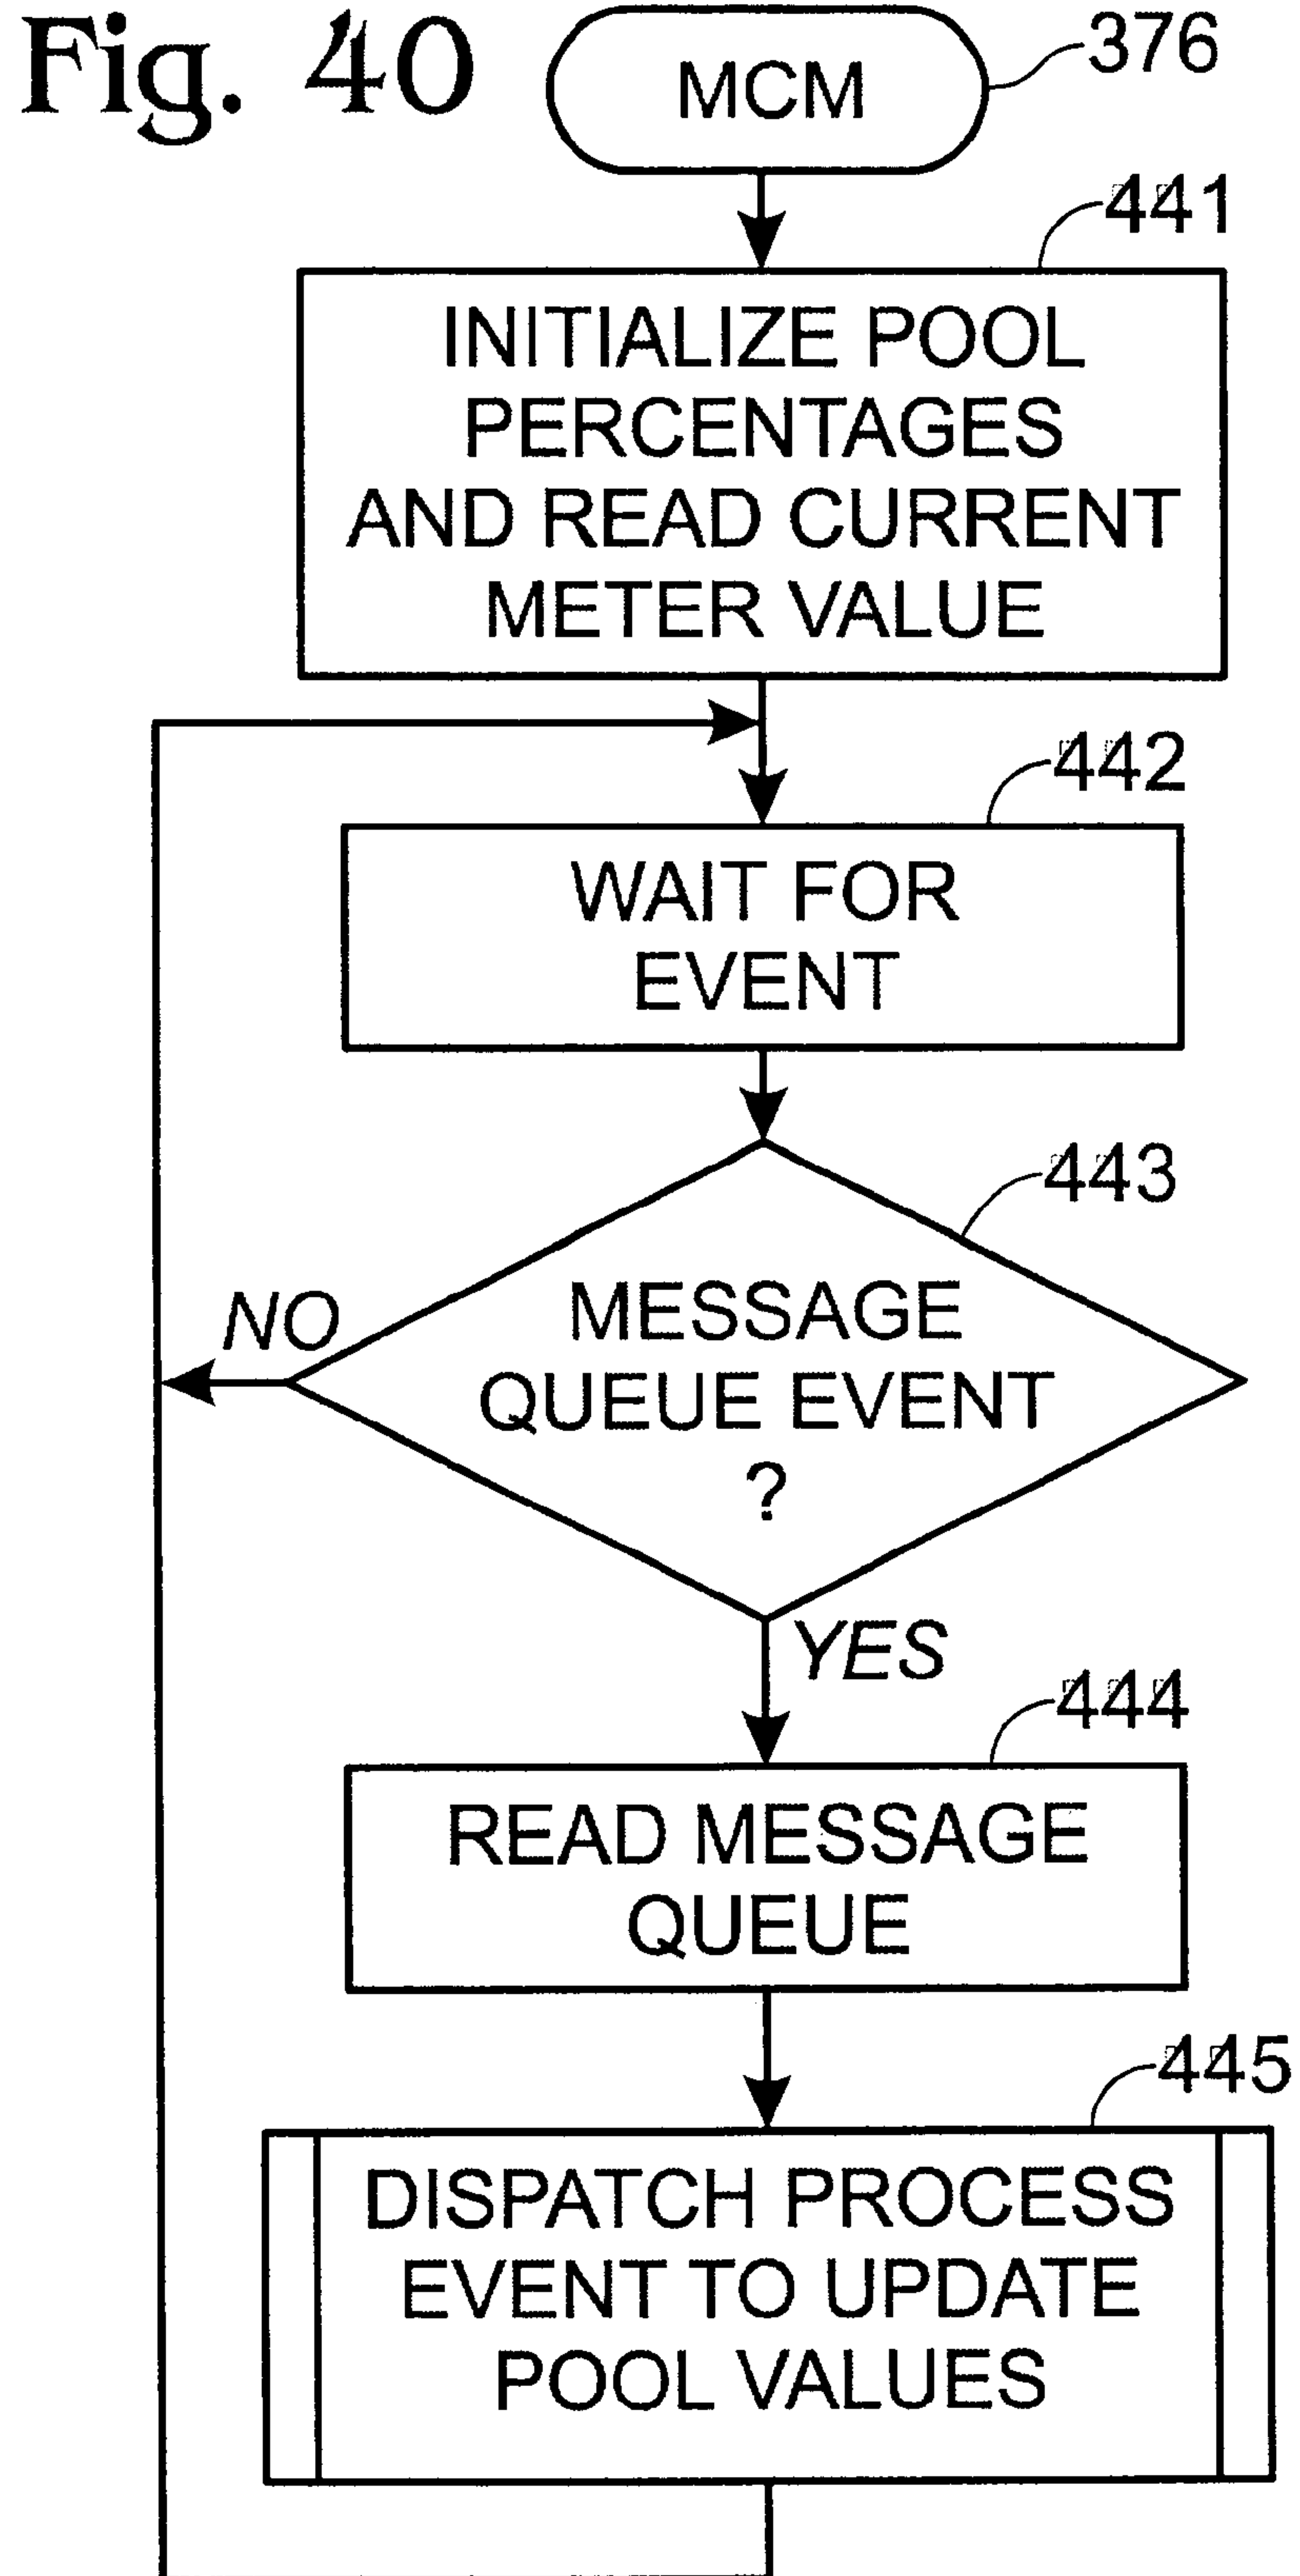 Fig. 40
MCM
376
441
INITIALIZE POOL
PERCENTAGES
AND READ CURRENT
METER VALUE
442
WAIT FOR
EVENT
443
MESSAGE
QUEUE EVENT
?
NO
YES
444
READ MESSAGE
QUEUE
445
DISPATCH PROCESS
EVENT TO UPDATE
POOL VALUES